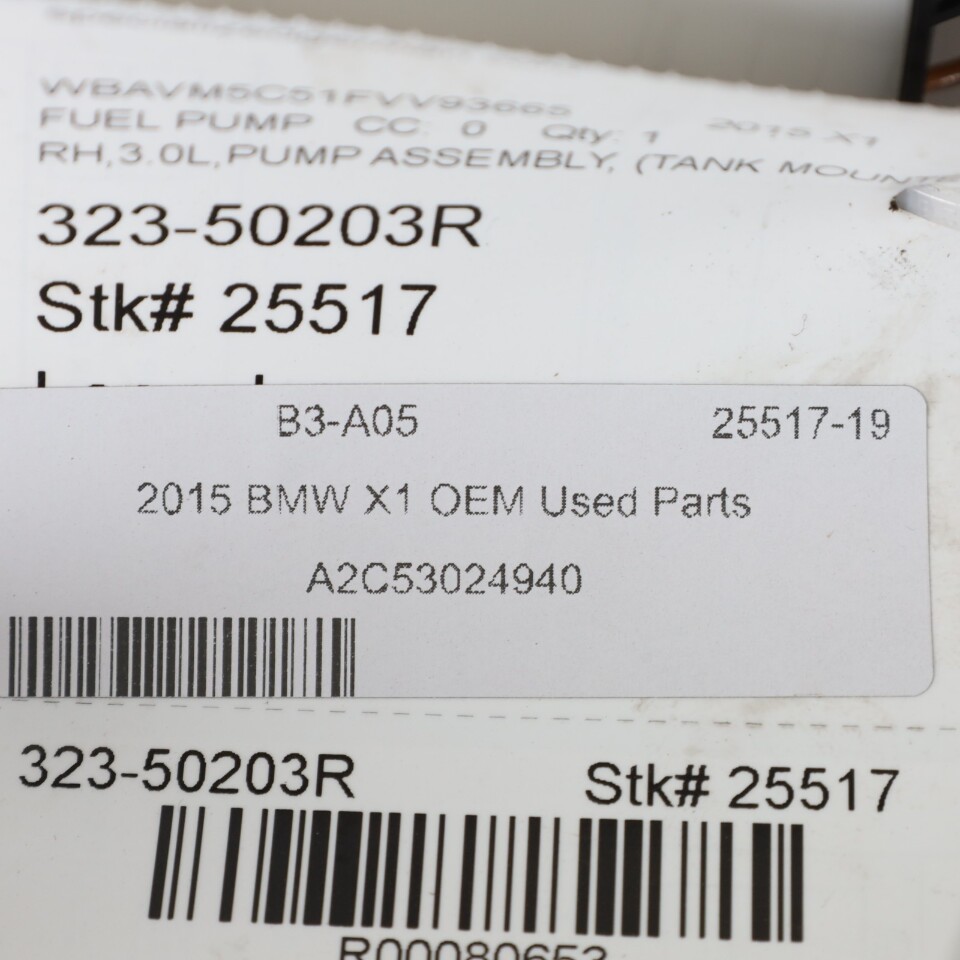 WBAVM5C51FVV93665
FUEL PUMP CC: 0 Qty: 1 2015 X1
RH,3.0L,PUMP ASSEMBLY, (TANK MOUNT
323-50203R
Stk# 25517
B3-A05 25517-19
2015 BMW X1 OEM Used Parts
A2C53024940
323-50203R Stk# 25517
R00080653